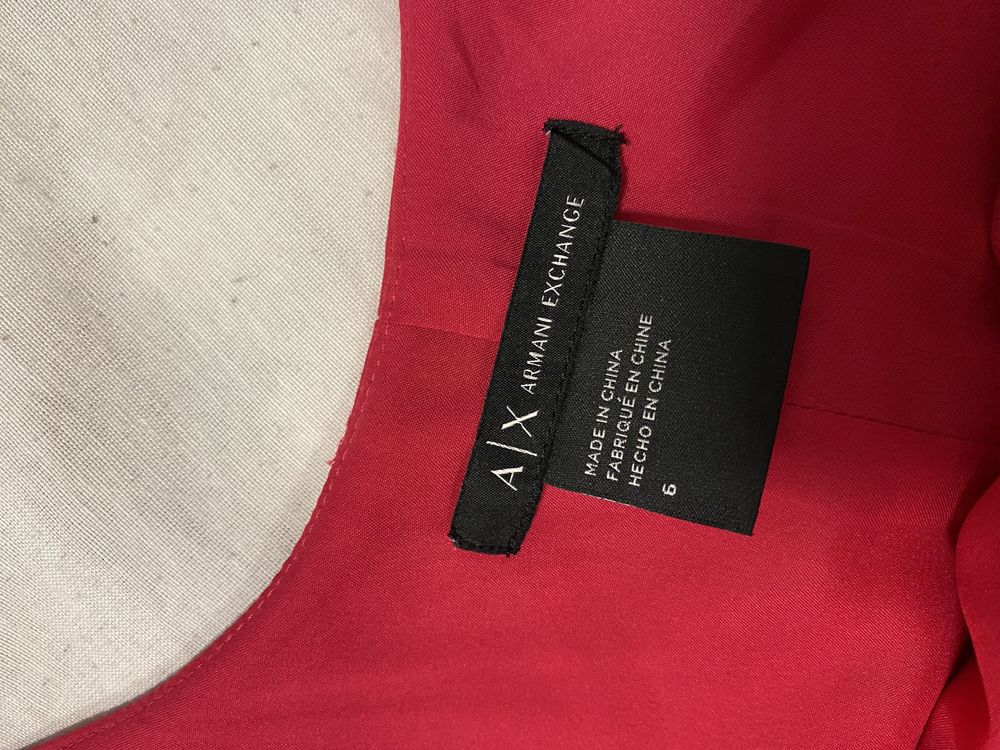 A|X ARMANI EXCHANGE
MADE IN CHINA
FABRIQUÉ EN CHINE
HECHO EN CHINA
6